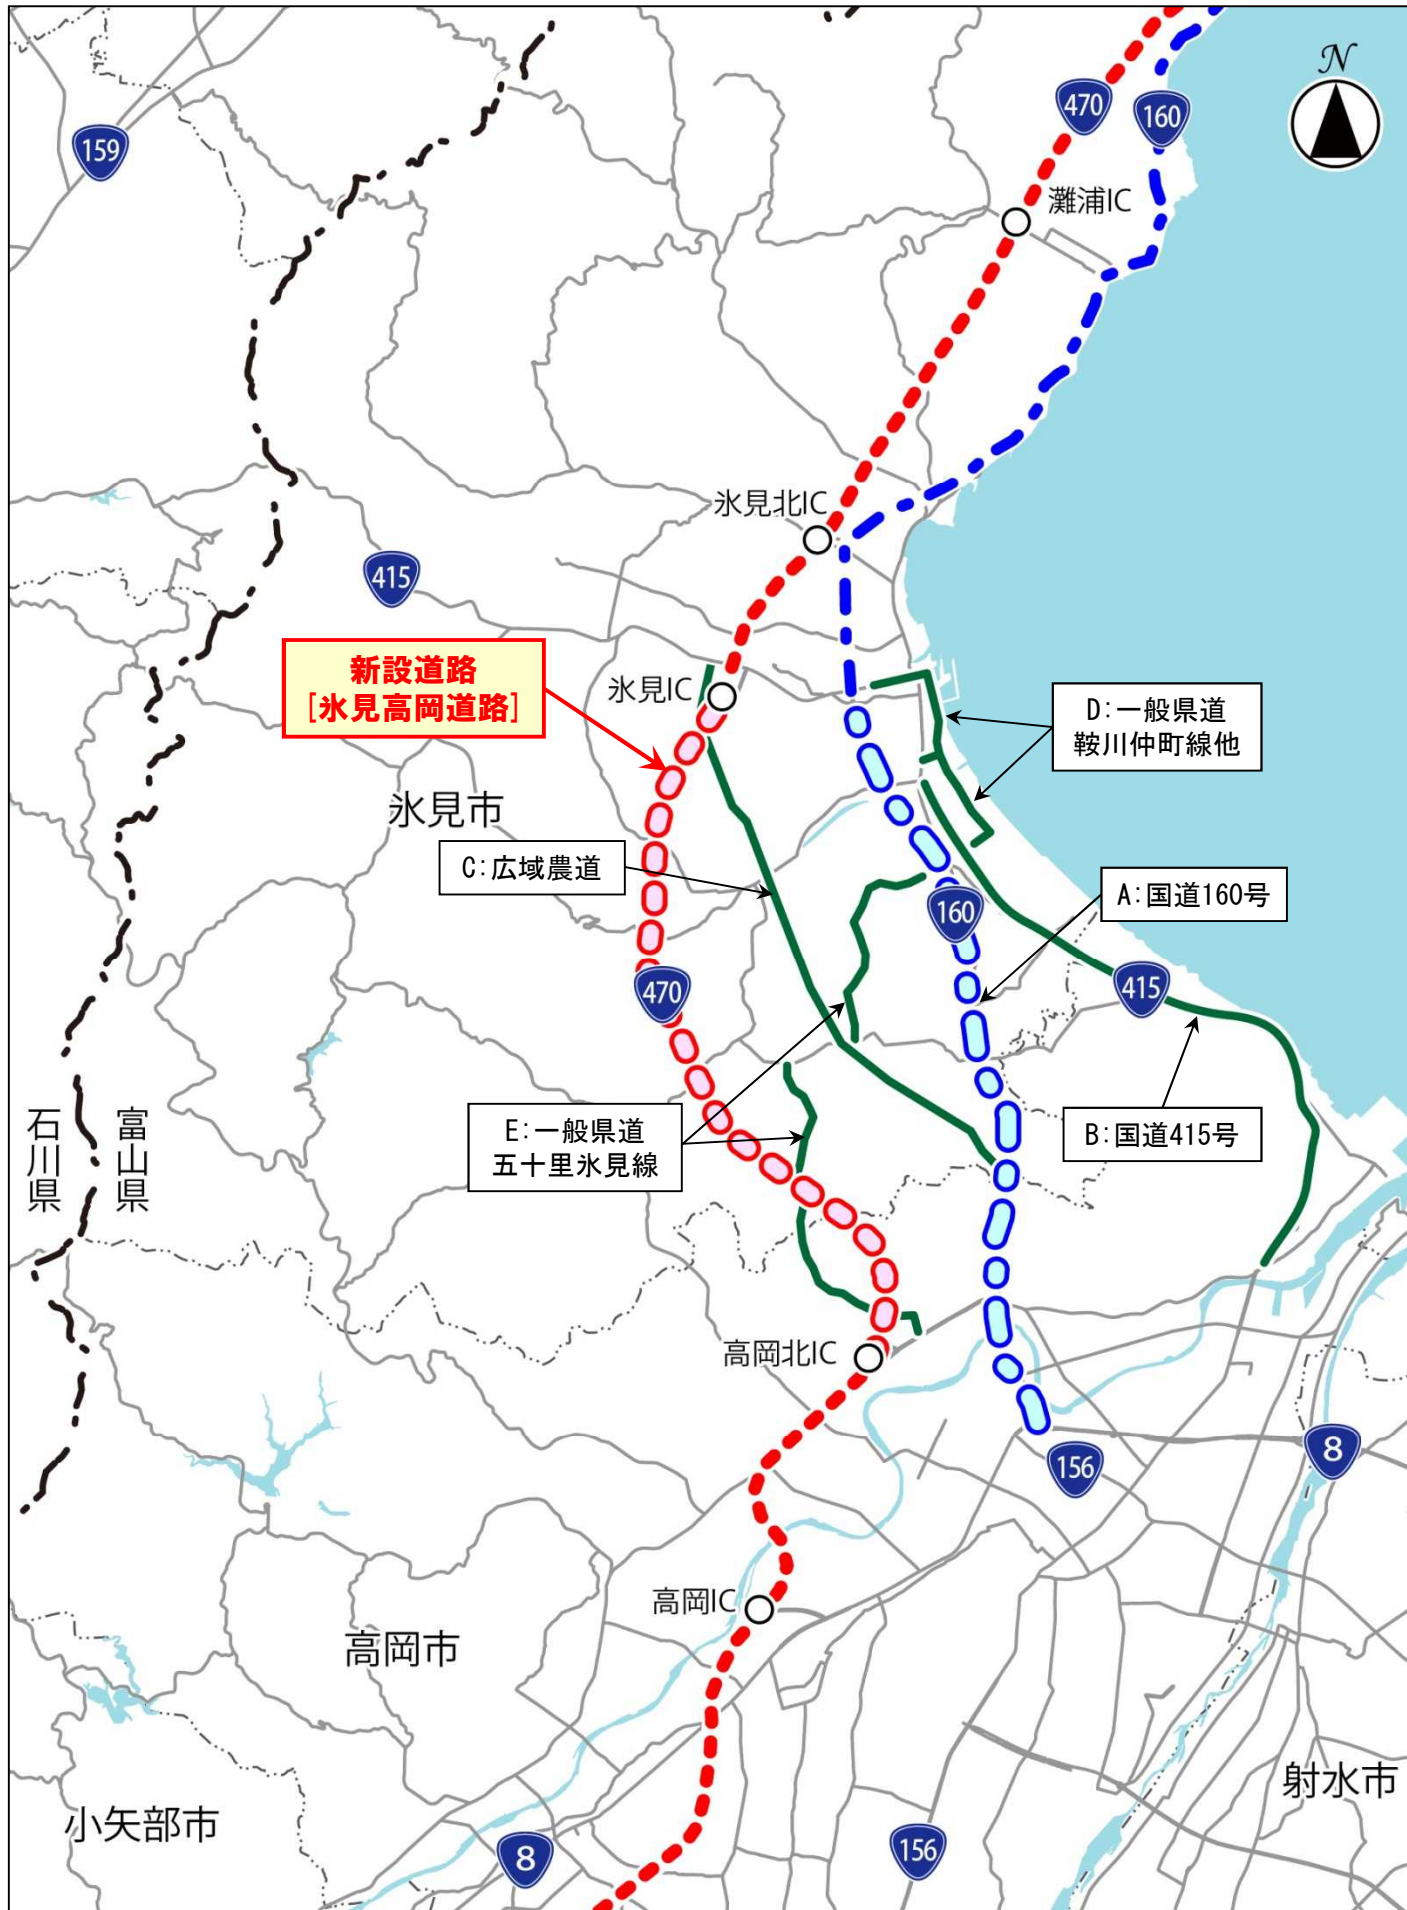 N
470
160
159
灘浦IC
氷見北IC
415
新設道路
[氷見高岡道路]
氷見IC
D:一般県道
鞍川仲町線他
氷見市
C:広域農道
A:国道160号
160
415
470
石川県
富山県
E:一般県道
五十里氷見線
B:国道415号
高岡北IC
156
8
高岡IC
高岡市
射水市
小矢部市
8
156